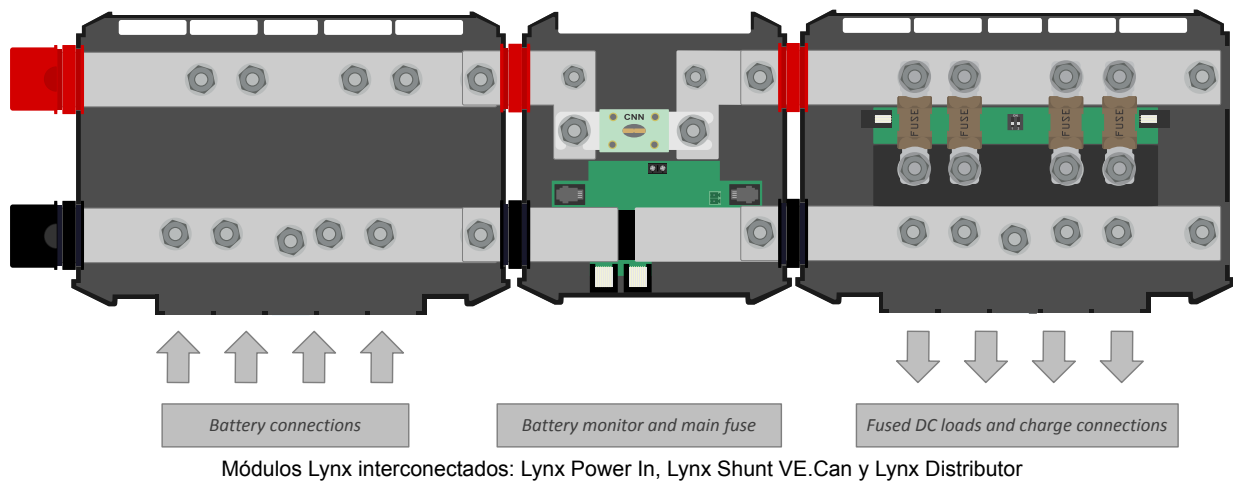 CNN
FUSE FUSE FUSE FUSE
Battery connections
Battery monitor and main fuse
Fused DC loads and charge connections
Módulos Lynx interconectados: Lynx Power In, Lynx Shunt VE.Can y Lynx Distributor